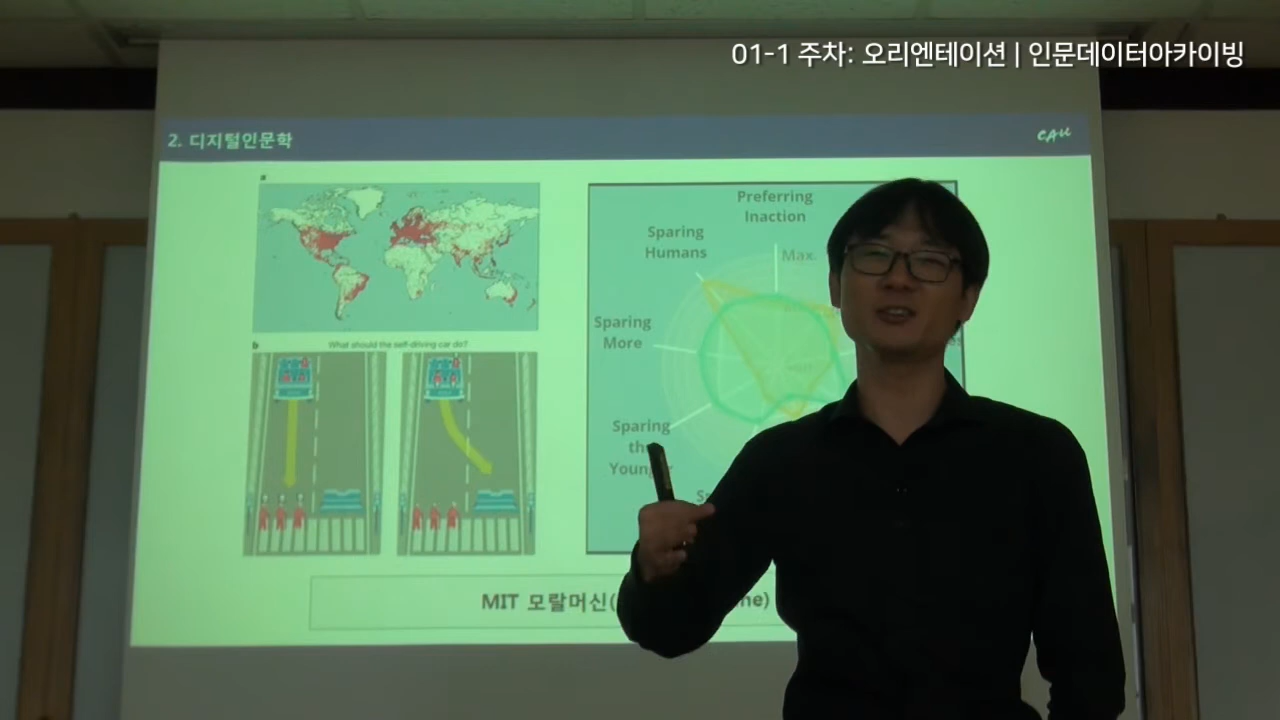 01-1 주차: 오리엔테이션 | 인문데이터아카이빙
2. 디지털인문학
CAU
a
b
What should the self-driving car do?
Preferring
Inaction
Sparing
Humans
Max.
Sparing
More
Sparing
MIT 모랄머신(